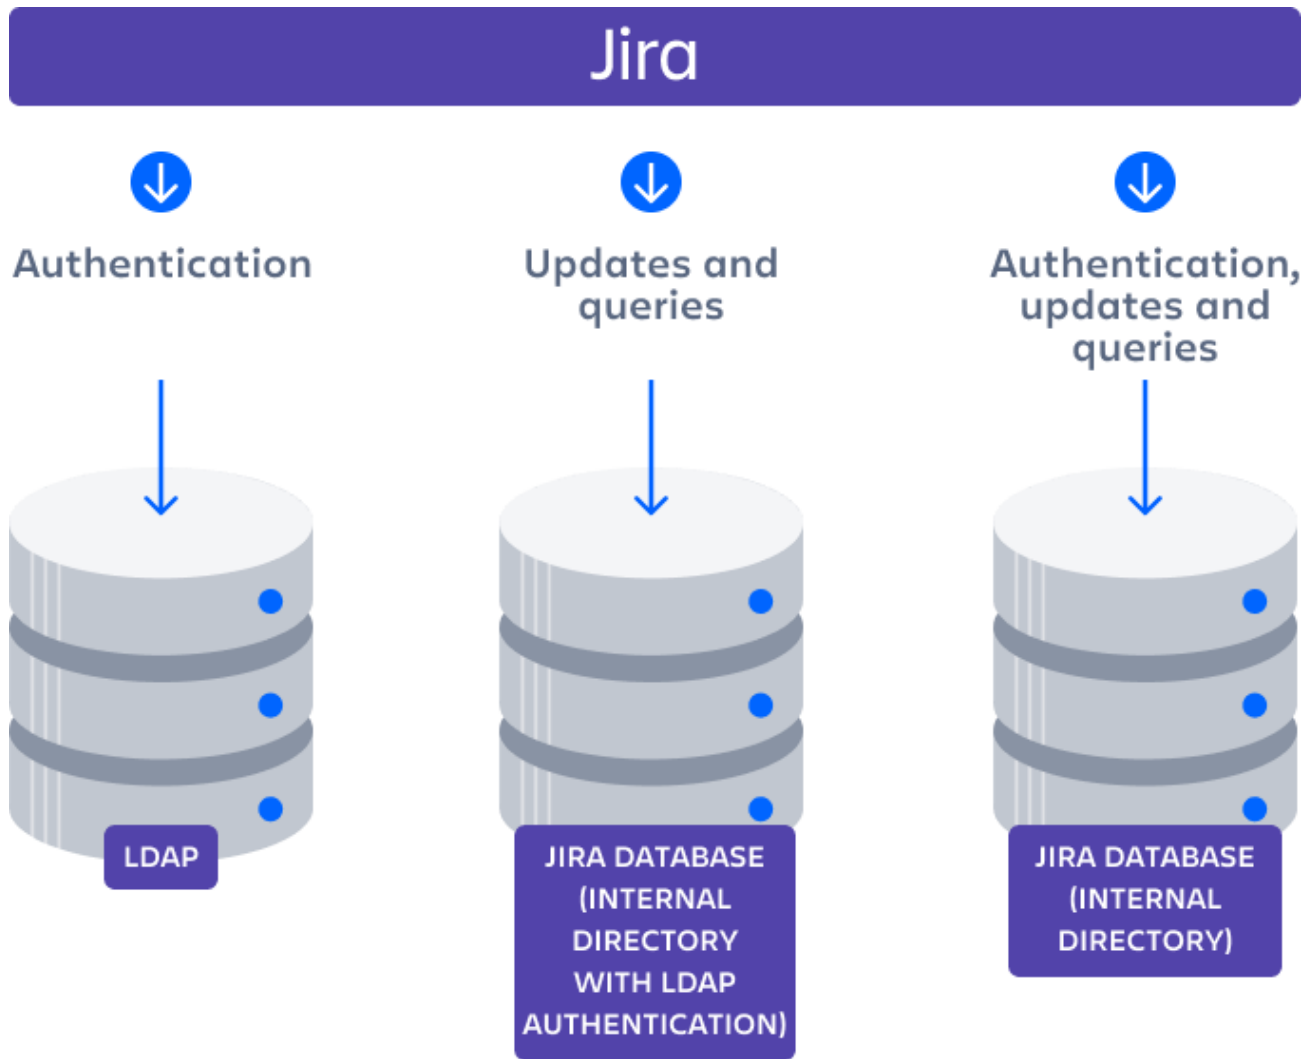 Jira
Authentication
Updates and
queries
Authentication,
updates and
queries
LDAP
JIRA DATABASE
(INTERNAL
DIRECTORY
WITH LDAP
AUTHENTICATION)
JIRA DATABASE
(INTERNAL
DIRECTORY)